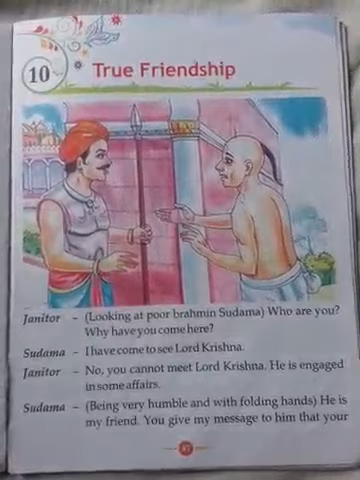 10
True Friendship
Janitor – (Looking at poor brahmin Sudama) Who are you?
Why have you come here?
Sudama – I have come to see Lord Krishna.
Janitor – No, you cannot meet Lord Krishna. He is engaged
in some affairs.
Sudama – (Being very humble and with folding hands) He is
my friend. You give my message to him that your